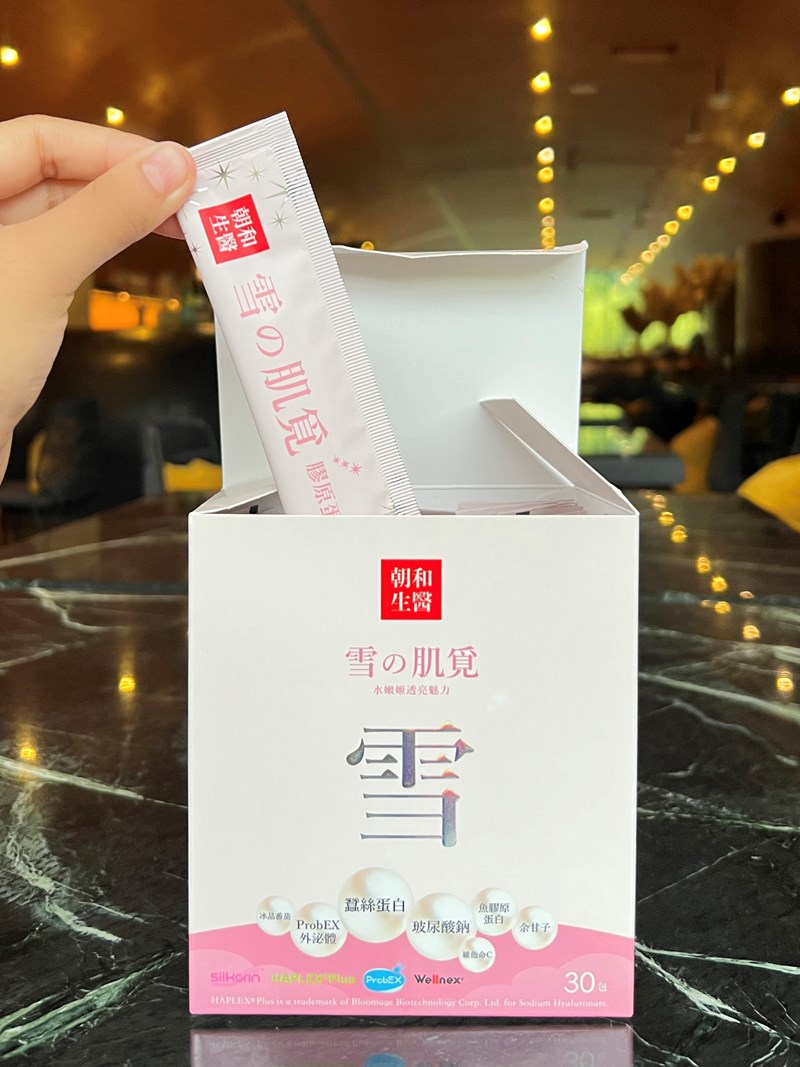 朝和
生醫
雪の肌覓
膠原蛋
朝和
生醫
雪の肌覓
水嫩姬透亮魅力
雪
冰晶番茄
ProbEX
外泌體
蠶絲蛋白
玻尿酸鈉
魚膠原
蛋白
維他命C
余甘子
Silkorin
HAPLEX®Plus
ProbEX
Wellnex®
30包
HAPLEX®Plus is a trademark of Bloomage Biotechnology Corp. Ltd. for Sodium Hyaluronate.